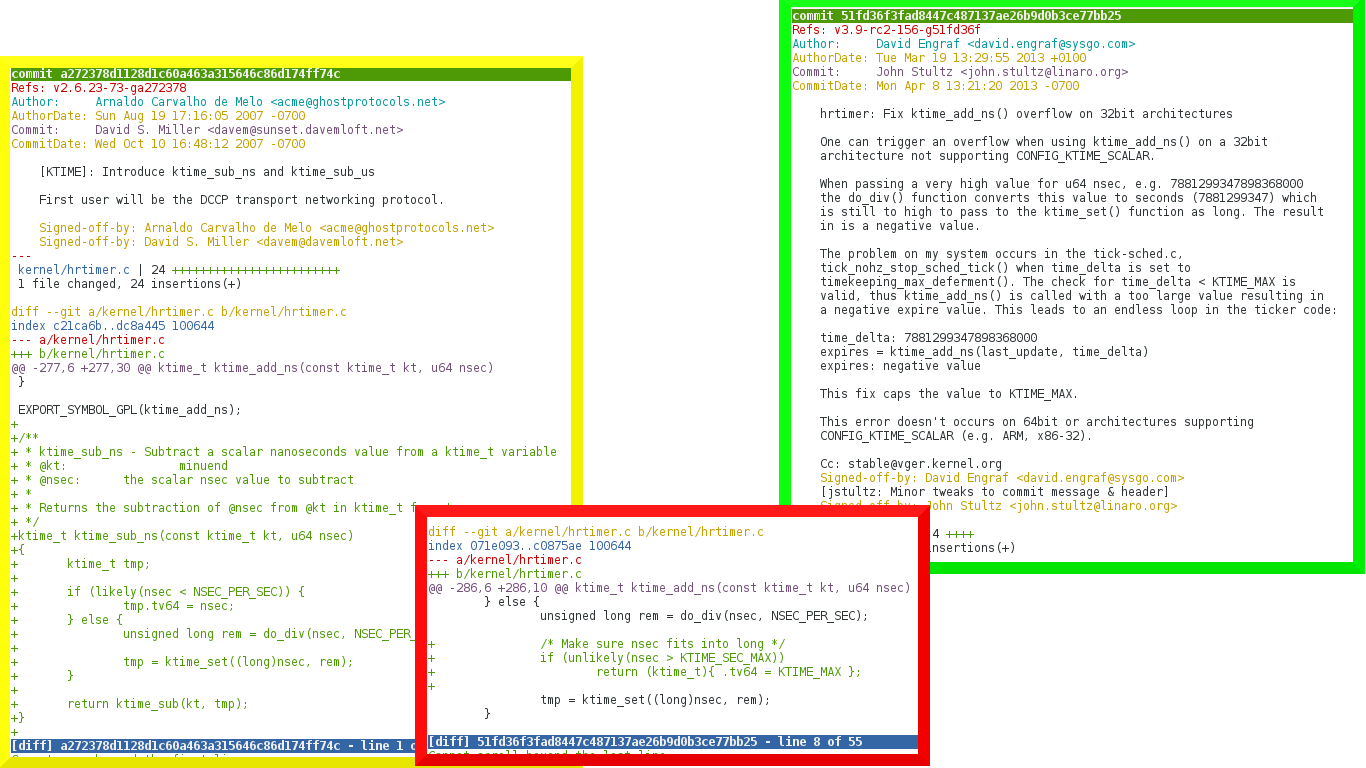 commit a272378d1128d1c60a463a315646c86d174ff74c
Refs: v2.6.23-73-ga272378
Author:     Arnaldo Carvalho de Melo <acme@ghostprotocols.net>
AuthorDate: Sun Aug 19 17:16:05 2007 -0700
Commit:     David S. Miller <davem@sunset.davemloft.net>
CommitDate: Wed Oct 10 16:48:12 2007 -0700

    [KTIME]: Introduce ktime_sub_ns and ktime_sub_us

    First user will be the DCCP transport networking protocol.

    Signed-off-by: Arnaldo Carvalho de Melo <acme@ghostprotocols.net>
    Signed-off-by: David S. Miller <davem@davemloft.net>
---
 kernel/hrtimer.c | 24 ++++++++++++++++++++++++
 1 file changed, 24 insertions(+)

diff --git a/kernel/hrtimer.c b/kernel/hrtimer.c
index c21ca6b..dc8a445 100644
--- a/kernel/hrtimer.c
+++ b/kernel/hrtimer.c
@@ -277,6 +277,30 @@ ktime_t ktime_add_ns(const ktime_t kt, u64 nsec)
 }

 EXPORT_SYMBOL_GPL(ktime_add_ns);
+
+/**
+ * ktime_sub_ns - Subtract a scalar nanoseconds value from a ktime_t variable
+ * @kt:                minuend
+ * @nsec:      the scalar nsec value to subtract
+ *
+ * Returns the subtraction of @nsec from @kt in ktime_t
+ */
+ktime_t ktime_sub_ns(const ktime_t kt, u64 nsec)
+{
+       ktime_t tmp;
+
+       if (likely(nsec < NSEC_PER_SEC)) {
+               tmp.tv64 = nsec;
+       } else {
+               unsigned long rem = do_div(nsec, NSEC_PER_
+
+               tmp = ktime_set((long)nsec, rem);
+       }
+
+       return ktime_sub(kt, tmp);
+}
+
[diff] a272378d1128d1c60a463a315646c86d174ff74c - line 1
commit 51fd36f3fad8447c487137ae26b9d0b3ce77bb25
Refs: v3.9-rc2-156-g51fd36f
Author:     David Engraf <david.engraf@sysgo.com>
AuthorDate: Tue Mar 19 13:29:55 2013 +0100
Commit:     John Stultz <john.stultz@linaro.org>
CommitDate: Mon Apr 8 13:21:20 2013 -0700

    hrtimer: Fix ktime_add_ns() overflow on 32bit architectures

    One can trigger an overflow when using ktime_add_ns() on a 32bit
    architecture not supporting CONFIG_KTIME_SCALAR.

    When passing a very high value for u64 nsec, e.g. 7881299347898368000
    the do_div() function converts this value to seconds (7881299347) which
    is still to high to pass to the ktime_set() function as long. The result
    in is a negative value.

    The problem on my system occurs in the tick-sched.c,
    tick_nohz_stop_sched_tick() when time_delta is set to
    timekeeping_max_deferment(). The check for time_delta < KTIME_MAX is
    valid, thus ktime_add_ns() is called with a too large value resulting in
    a negative expire value. This leads to an endless loop in the ticker code:

    time_delta: 7881299347898368000
    expires = ktime_add_ns(last_update, time_delta)
    expires: negative value

    This fix caps the value to KTIME_MAX.

    This error doesn't occurs on 64bit or architectures supporting
    CONFIG_KTIME_SCALAR (e.g. ARM, x86-32).

    Cc: stable@vger.kernel.org
    Signed-off-by: David Engraf <david.engraf@sysgo.com>
    [jstultz: Minor tweaks to commit message & header]
    Signed-off-by: John Stultz <john.stultz@linaro.org>
4 ++++
insertions(+)
diff --git a/kernel/hrtimer.c b/kernel/hrtimer.c
index 071e093..c0875ae 100644
--- a/kernel/hrtimer.c
+++ b/kernel/hrtimer.c
@@ -286,6 +286,10 @@ ktime_t ktime_add_ns(const ktime_t kt, u64 nsec)
        } else {
                unsigned long rem = do_div(nsec, NSEC_PER_SEC);

+               /* Make sure nsec fits into long */
+               if (unlikely(nsec > KTIME_SEC_MAX))
+                       return (ktime_t){ .tv64 = KTIME_MAX };
+
                tmp = ktime_set((long)nsec, rem);
        }

[diff] 51fd36f3fad8447c487137ae26b9d0b3ce77bb25 - line 8 of 55